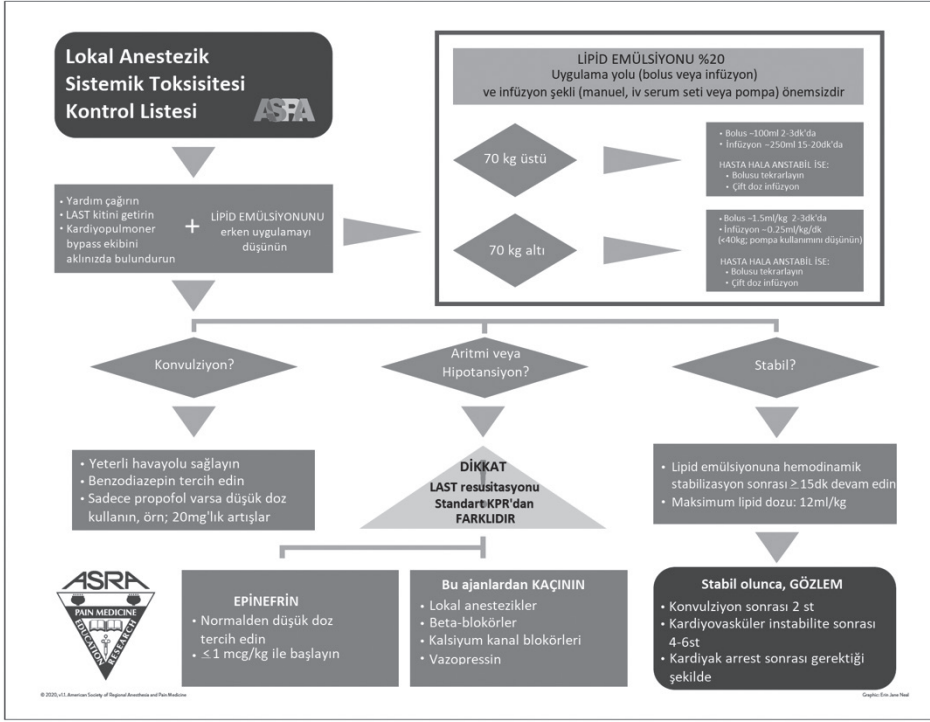 Lokal Anestezik
Sistemik Toksisitesi
Kontrol Listesi
ASRA
LİPİD EMÜLSİYONU %20
Uygulama yolu (bolus veya infüzyon)
ve infüzyon şekli (manuel, iv serum seti veya pompa) önemsizdir
70 kg üstü
• Bolus ~100ml 2-3dk'da
• İnfüzyon ~250ml 15-20dk'da
HASTA HALA ANSTABİL İSE:
• Bolusu tekrarlayın
• Çift doz infüzyon
70 kg altı
• Bolus ~1.5ml/kg 2-3dk'da
• İnfüzyon ~0.25ml/kg/dk
(<40kg; pompa kullanımını düşünün)
HASTA HALA ANSTABİL İSE:
• Bolusu tekrarlayın
• Çift doz infüzyon
• Yardım çağırın
• LAST kitini getirin
• Kardiyopulmoner
bypass ekibini
aklınızda bulundurun
+
LİPİD EMÜLSİYONUNU
erken uygulamayı
düşünün
Konvulziyon?
Aritmi veya
Hipotansiyon?
Stabil?
• Yeterli havayolu sağlayın
• Benzodiazepin tercih edin
• Sadece propofol varsa düşük doz
kullanın, örn; 20mg'lık artışlar
DİKKAT
LAST resusitasyonu
Standart KPR'dan
FARKLIDIR
• Lipid emülsiyonuna hemodinamik
stabilizasyon sonrası ≥ 15dk devam edin
• Maksimum lipid dozu: 12ml/kg
EPİNEFRİN
• Normalden düşük doz
tercih edin
• ≤ 1 mcg/kg ile başlayın
Bu ajanlardan KAÇININ
• Lokal anestezikler
• Beta-blokörler
• Kalsiyum kanal blokörleri
• Vazopressin
Stabil olunca, GÖZLEM
• Konvulziyon sonrası 2 st
• Kardiyovasküler instabilite sonrası
4-6st
• Kardiyak arrest sonrası gerektiği
şekilde
ASRA
PAIN MEDICINE
EDUCATION
RESEARCH
© 2020, v1.1 American Society of Regional Anesthesia and Pain Medicine
Graphic: Erin Jane Neal